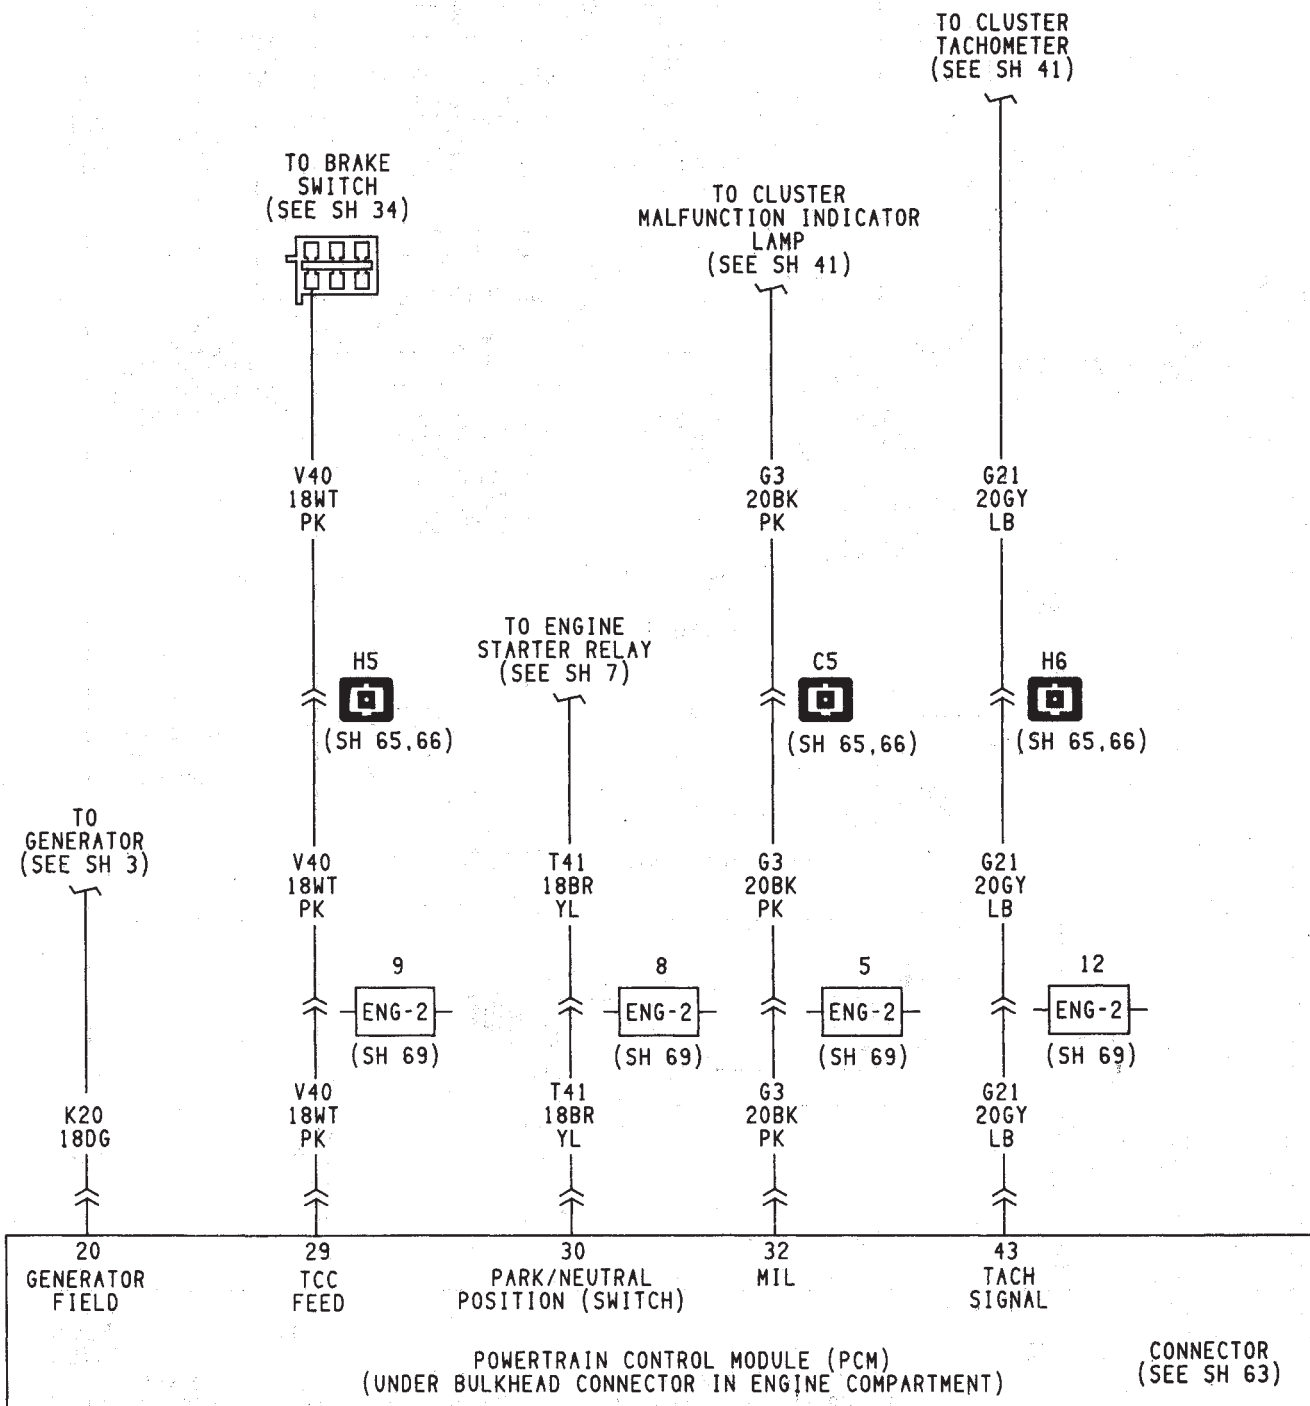 TO CLUSTER
TACHOMETER
(SEE SH 41)
TO BRAKE
SWITCH
(SEE SH 34)
TO CLUSTER
MALFUNCTION INDICATOR
LAMP
(SEE SH 41)
V40
18WT
PK
G3
20BK
PK
G21
20GY
LB
TO ENGINE
STARTER RELAY
(SEE SH 7)
H5
(SH 65,66)
C5
(SH 65,66)
H6
(SH 65,66)
TO
GENERATOR
(SEE SH 3)
V40
18WT
PK
T41
18BR
YL
G3
20BK
PK
G21
20GY
LB
9
ENG-2
(SH 69)
8
ENG-2
(SH 69)
5
ENG-2
(SH 69)
12
ENG-2
(SH 69)
K20
18DG
V40
18WT
PK
T41
18BR
YL
G3
20BK
PK
G21
20GY
LB
20
GENERATOR
FIELD
29
TCC
FEED
30
PARK/NEUTRAL
POSITION (SWITCH)
32
MIL
43
TACH
SIGNAL
POWERTRAIN CONTROL MODULE (PCM)
(UNDER BULKHEAD CONNECTOR IN ENGINE COMPARTMENT)
CONNECTOR
(SEE SH 63)